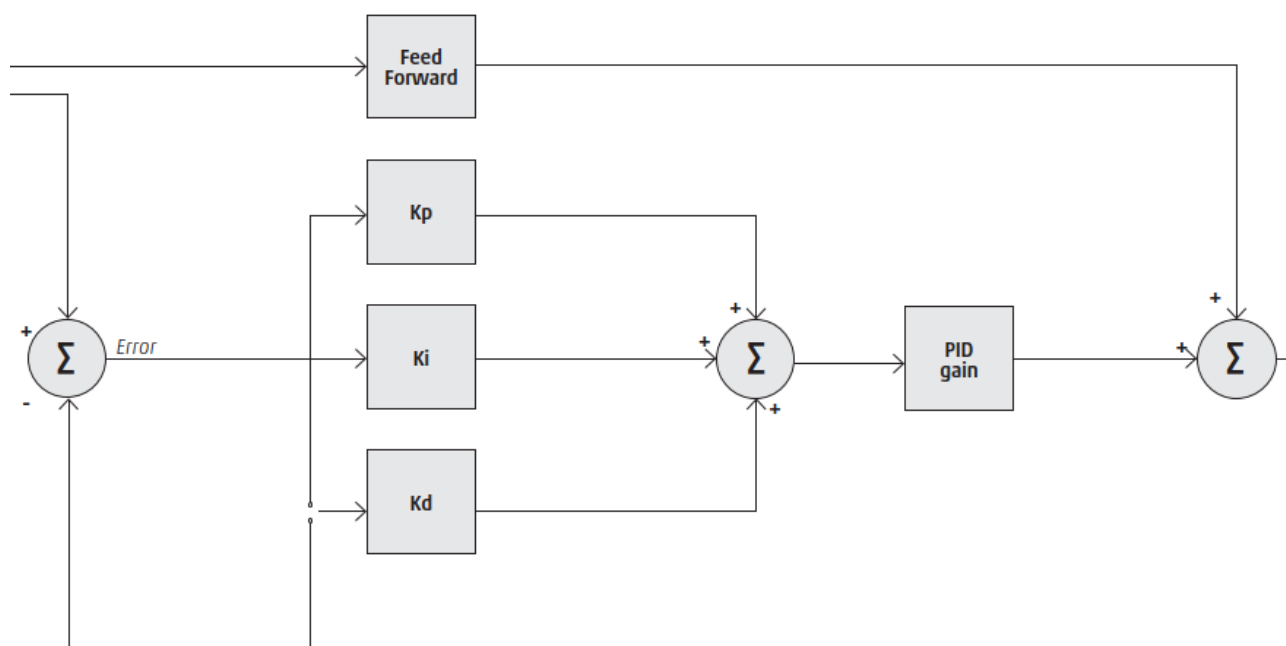 Feed
Forward
Kp
+
+
Σ
Error
-
Ki
+
+
Σ
+
PID
gain
+
+
Σ
Kd